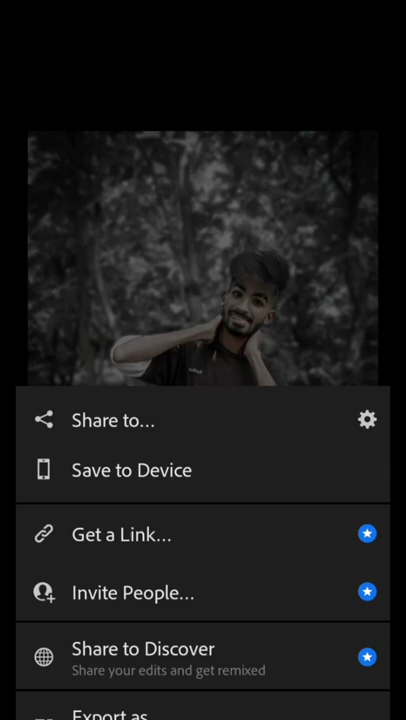 Share to...
Save to Device
Get a Link...
Invite People...
Share to Discover
Share your edits and get remixed
Export as